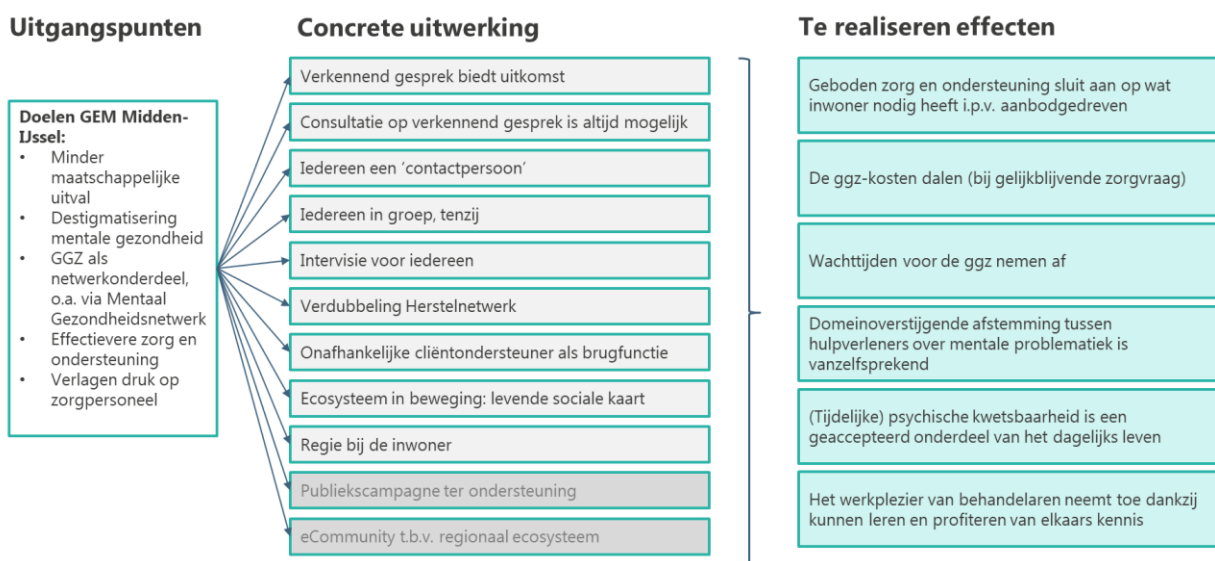 Uitgangspunten
Doelen GEM Midden-
IJssel:
• Minder
maatschappelijke
uitval
• Destigmatisering
mentale gezondheid
• GGZ als
netwerkonderdeel,
o.a. via Mentaal
Gezondheidsnetwerk
• Effectievere zorg en
ondersteuning
• Verlagen druk op
zorgpersoneel
Concrete uitwerking
Verkennend gesprek biedt uitkomst
Consultatie op verkennend gesprek is altijd mogelijk
Iedereen een ‘contactpersoon’
Iedereen in groep, tenzij
Intervisie voor iedereen
Verdubbeling Herstelnetwerk
Onafhankelijke cliëntondersteuner als brugfunctie
Ecosysteem in beweging: levende sociale kaart
Regie bij de inwoner
Publiekscampagne ter ondersteuning
eCommunity t.b.v. regionaal ecosysteem
Te realiseren effecten
Geboden zorg en ondersteuning sluit aan op wat
inwoner nodig heeft i.p.v. aanbodgedreven
De ggz-kosten dalen (bij gelijkblijvende zorgvraag)
Wachttijden voor de ggz nemen af
Domeinoverstijgende afstemming tussen
hulpverleners over mentale problematiek is
vanzelfsprekend
(Tijdelijke) psychische kwetsbaarheid is een
geaccepteerd onderdeel van het dagelijks leven
Het werkplezier van behandelaren neemt toe dankzij
kunnen leren en profiteren van elkaars kennis